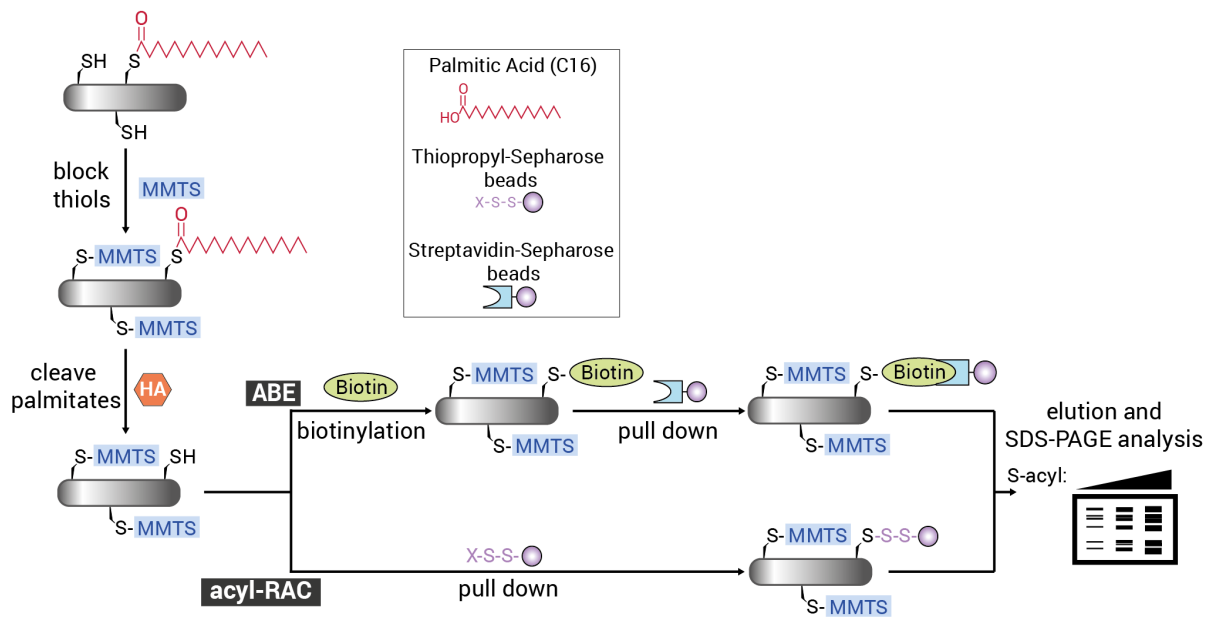 O
SH
S
SH
block
thiols
MMTS
O
S-MMTS
S
S-MMTS
cleave
palmitates
HA
S-MMTS
SH
S-MMTS
Palmitic Acid (C16)
O
HO
Thiopropyl-Sepharose
beads
X-S-S-
Streptavidin-Sepharose
beads
ABE
Biotin
biotinylation
S-MMTS
S-Biotin
S-MMTS
pull down
S-MMTS
S-Biotin
S-MMTS
acyl-RAC
X-S-S-
pull down
S-MMTS
S-S-S-
S-MMTS
elution and
SDS-PAGE analysis
S-acyl: